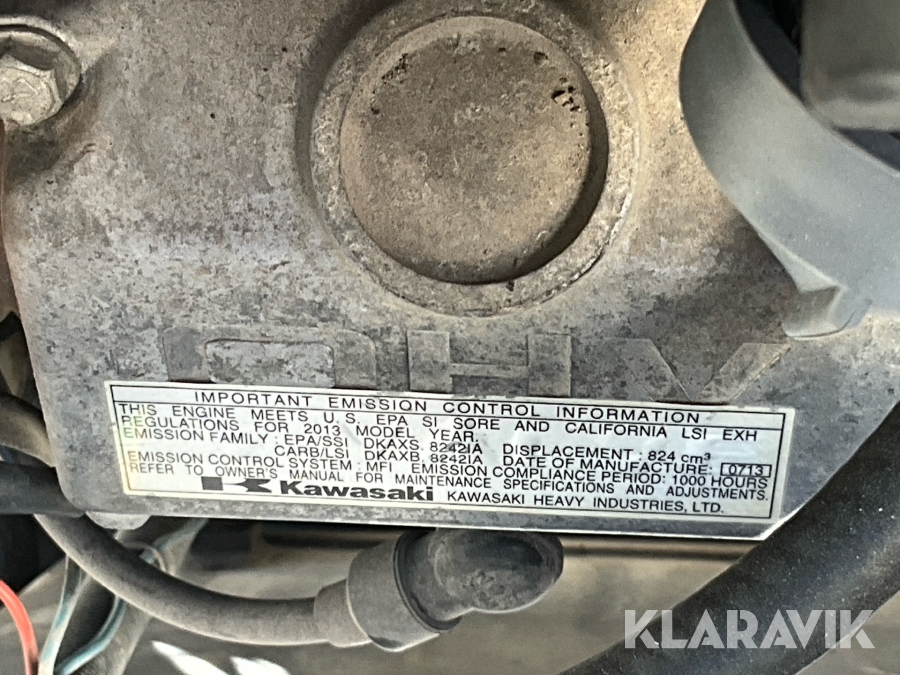 OHV
IMPORTANT EMISSION CONTROL INFORMATION
THIS ENGINE MEETS U.S. EPA SI SORE AND CALIFORNIA LSI EXH
REGULATIONS FOR 2013 MODEL YEAR.
EMISSION FAMILY : EPA/SSI DKAXS. 8242IA DISPLACEMENT : 824 cm³
CARB/LSI DKAXB. 8242IA DATE OF MANUFACTURE: 0713
EMISSION CONTROL SYSTEM : MFI, EMISSION COMPLIANCE PERIOD: 1000 HOURS
REFER TO OWNER'S MANUAL FOR MAINTENANCE SPECIFICATIONS AND ADJUSTMENTS.
Kawasaki KAWASAKI HEAVY INDUSTRIES, LTD.
KLARAVIK